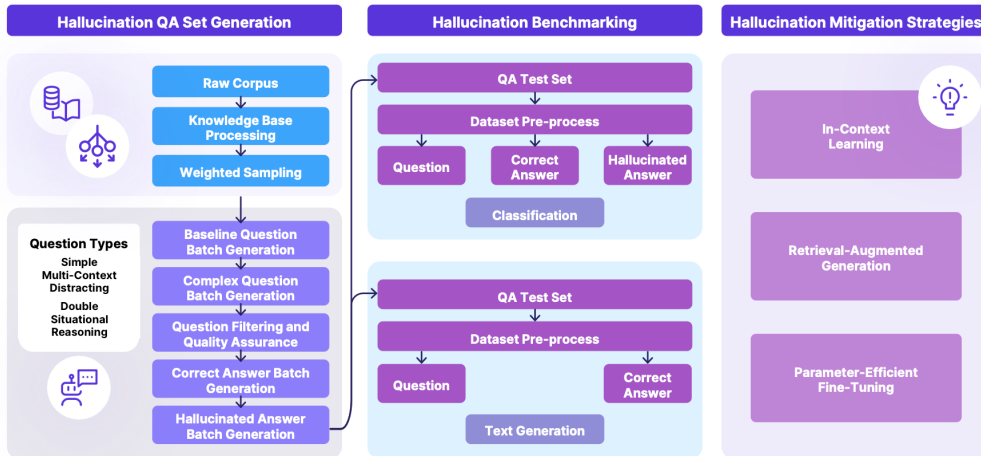 Hallucination QA Set Generation
Raw Corpus
Knowledge Base
Processing
Weighted Sampling
Question Types
Simple
Multi-Context
Distracting
Double
Situational
Reasoning
Baseline Question
Batch Generation
Complex Question
Batch Generation
Question Filtering and
Quality Assurance
Correct Answer Batch
Generation
Hallucinated Answer
Batch Generation
Hallucination Benchmarking
QA Test Set
Dataset Pre-process
Question
Correct
Answer
Hallucinated
Answer
Classification
QA Test Set
Dataset Pre-process
Question
Correct
Answer
Text Generation
Hallucination Mitigation Strategies
In-Context
Learning
Retrieval-Augmented
Generation
Parameter-Efficient
Fine-Tuning